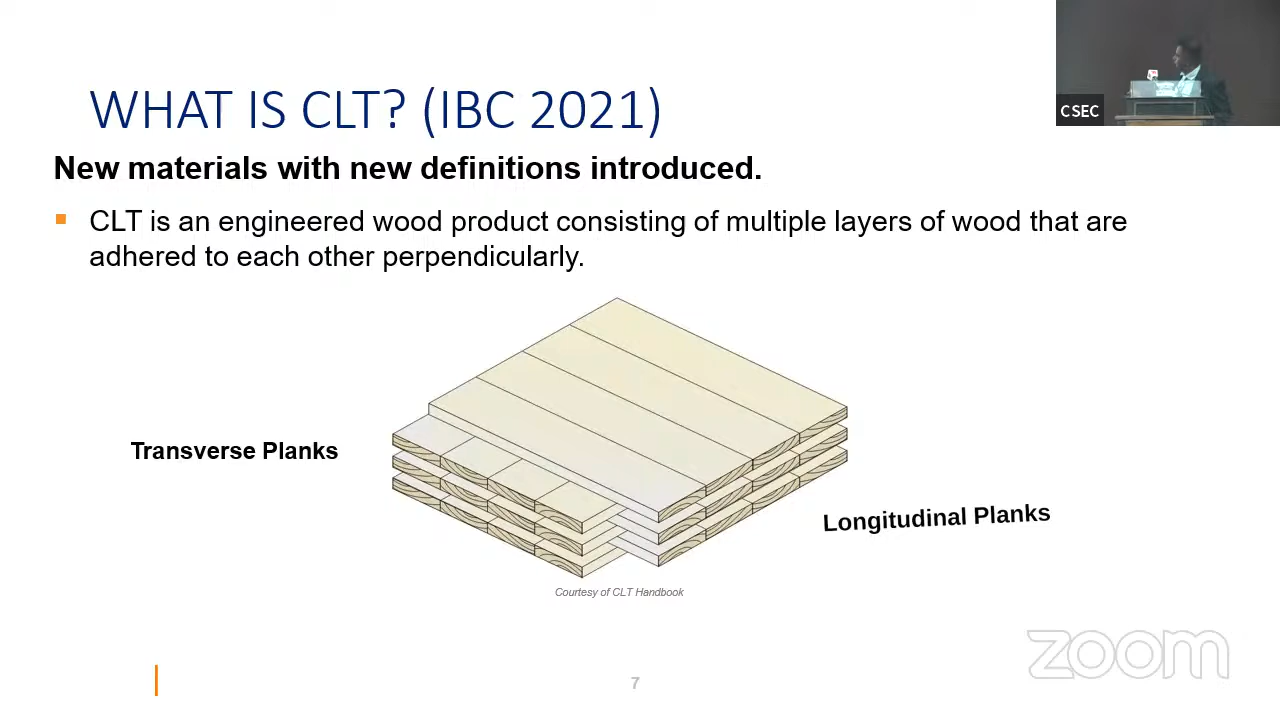 WHAT IS CLT? (IBC 2021)
CSEC
New materials with new definitions introduced.
CLT is an engineered wood product consisting of multiple layers of wood that are
adhered to each other perpendicularly.
Transverse Planks
Longitudinal Planks
Courtesy of CLT Handbook
zoom
7